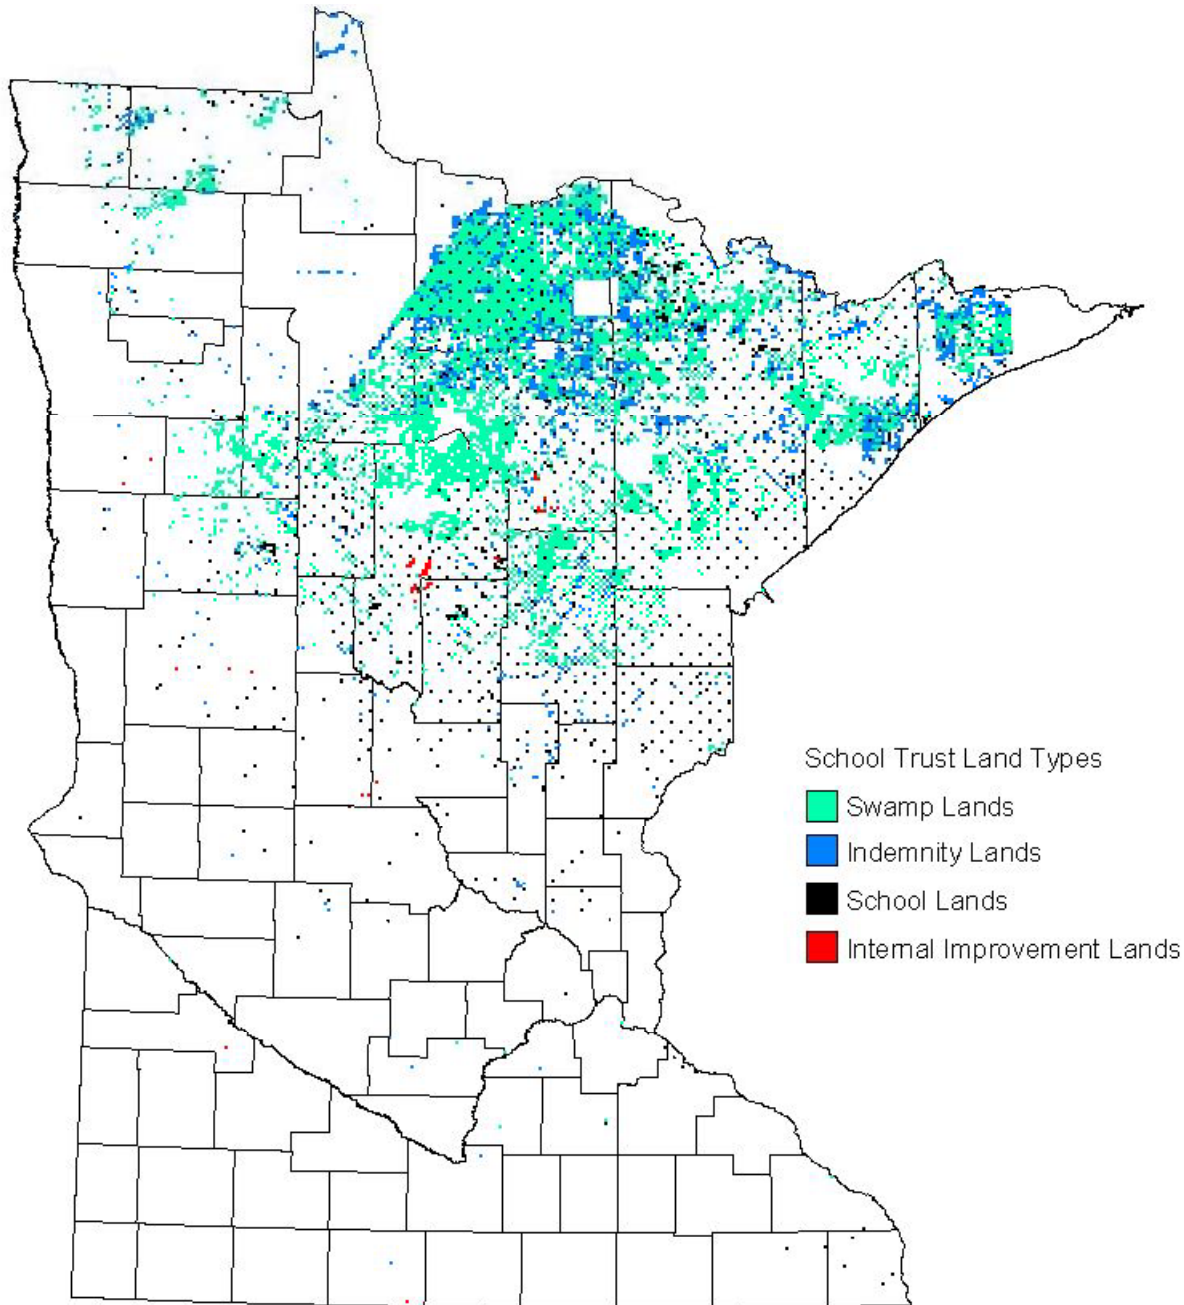 School Trust Land Types
Swamp Lands
Indemnity Lands
School Lands
Internal Improvement Lands